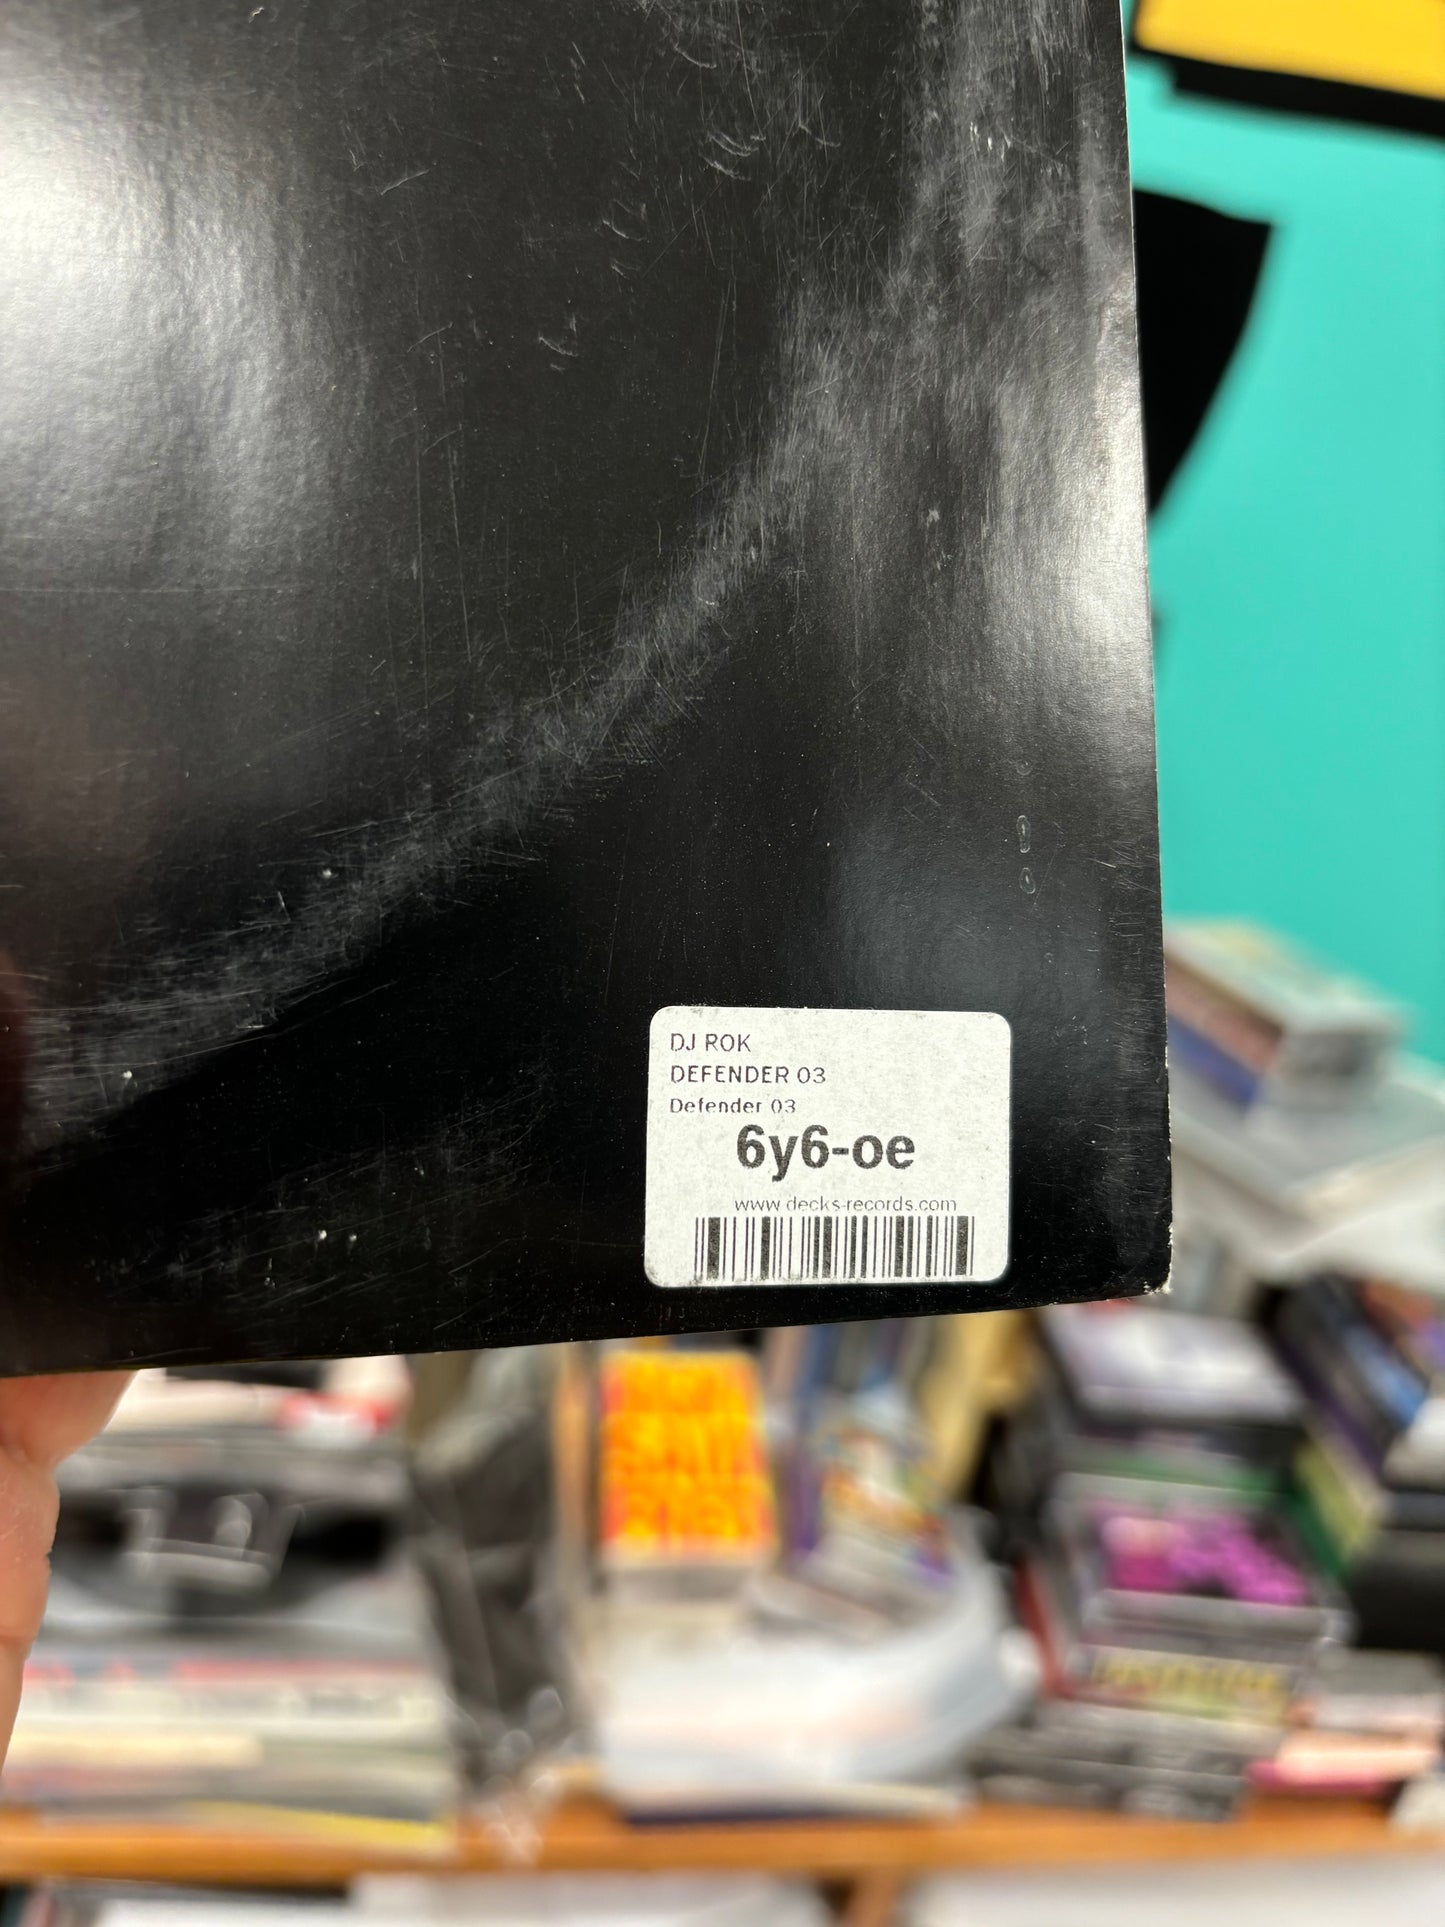 DJ ROK
DEFENDER 03
Defender 03
6y6-oe
www.decks-records.com